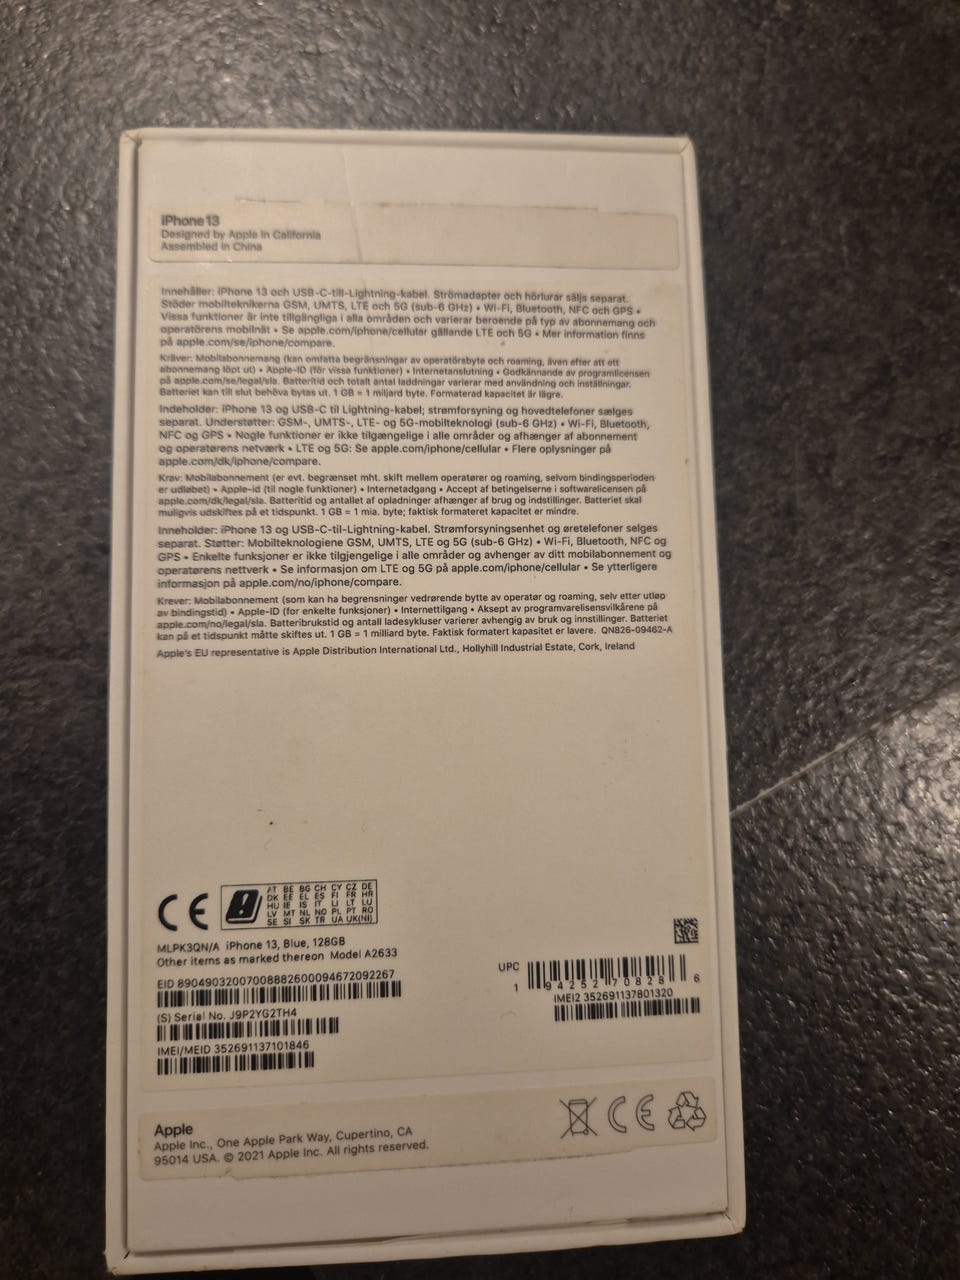 iPhone 13
Designed by Apple in California
Assembled in China
Innehåller: iPhone 13 och USB-C-till-Lightning-kabel. Strömadapter och hörlurar säljs separat.
Stöder mobilteknikerna GSM, UMTS, LTE och 5G (sub-6 GHz) • Wi-Fi, Bluetooth, NFC och GPS •
Vissa funktioner är inte tillgängliga i alla områden och varierar beroende på typ av abonnemang och
operatörens mobilnät • Se apple.com/iphone/cellular gällande LTE och 5G • Mer information finns
på apple.com/se/iphone/compare.
Kräver: Mobilabonnemang (kan omfatta begränsningar av operatörsbyte och roaming, även efter att ett
abonnemang löpt ut) • Apple-ID (för vissa funktioner) • Internetanslutning • Godkännande av programlicensen
på apple.com/se/legal/sla. Batteritid och totalt antal laddningar varierar med användning och inställningar.
Batteriet kan till slut behöva bytas ut. 1 GB = 1 miljard byte. Formaterad kapacitet är lägre.
Indeholder: iPhone 13 og USB-C til Lightning-kabel; strømforsyning og hovedtelefoner sælges
separat. Understøtter: GSM-, UMTS-, LTE- og 5G-mobilteknologi (sub-6 GHz) • Wi-Fi, Bluetooth,
NFC og GPS • Nogle funktioner er ikke tilgængelige i alle områder og afhænger af abonnement
og operatørens netværk • LTE og 5G: Se apple.com/iphone/cellular • Flere oplysninger på
apple.com/dk/iphone/compare.
Krav: Mobilabonnement (er evt. begrænset mht. skift mellem operatører og roaming, selvom bindingsperioden
er udløbet) • Apple-id (til nogle funktioner) • Internetadgang • Accept af betingelserne i softwarelicensen på
apple.com/dk/legal/sla. Batteritid og antallet af opladninger afhænger af brug og indstillinger. Batteriet skal
muligvis udskiftes på et tidspunkt. 1 GB = 1 mia. byte; faktisk formateret kapacitet er mindre.
Inneholder: iPhone 13 og USB-C-til-Lightning-kabel. Strømforsyningsenhet og øretelefoner selges
separat. Støtter: Mobilteknologiene GSM, UMTS, LTE og 5G (sub-6 GHz) • Wi-Fi, Bluetooth, NFC og
GPS • Enkelte funksjoner er ikke tilgjengelige i alle områder og avhenger av ditt mobilabonnement og
operatørens nettverk • Se informasjon om LTE og 5G på apple.com/iphone/cellular • Se ytterligere
informasjon på apple.com/no/iphone/compare.
Krever: Mobilabonnement (som kan ha begrensninger vedrørende bytte av operatør og roaming, selv etter utløp
av bindingstid) • Apple-ID (for enkelte funksjoner) • Internettilgang • Aksept av programvarelisensvilkårene på
apple.com/no/legal/sla. Batteribrukstid og antall ladesykluser varierer avhengig av bruk og innstillinger. Batteriet
kan på et tidspunkt måtte skiftes ut. 1 GB = 1 milliard byte. Faktisk formatert kapasitet er lavere. QN826-09462-A
Apple's EU representative is Apple Distribution International Ltd., Hollyhill Industrial Estate, Cork, Ireland
CE
AT BE BG CH CY CZ DE
DK EE EL ES FI FR HR
HU IE IS IT LI LT LU
LV MT NL NO PL PT RO
SE SI SK TR UA UK(NI)
MLPK3QN/A iPhone 13, Blue, 128GB
Other items as marked thereon Model A2633
EID 89049032007008882600094672092267
(S) Serial No. J9P2YG2TH4
IMEI/MEID 352691137101846
UPC
1 94252 70828 6
IMEI2 352691137801320
Apple
Apple Inc., One Apple Park Way, Cupertino, CA
95014 USA. © 2021 Apple Inc. All rights reserved.
CE